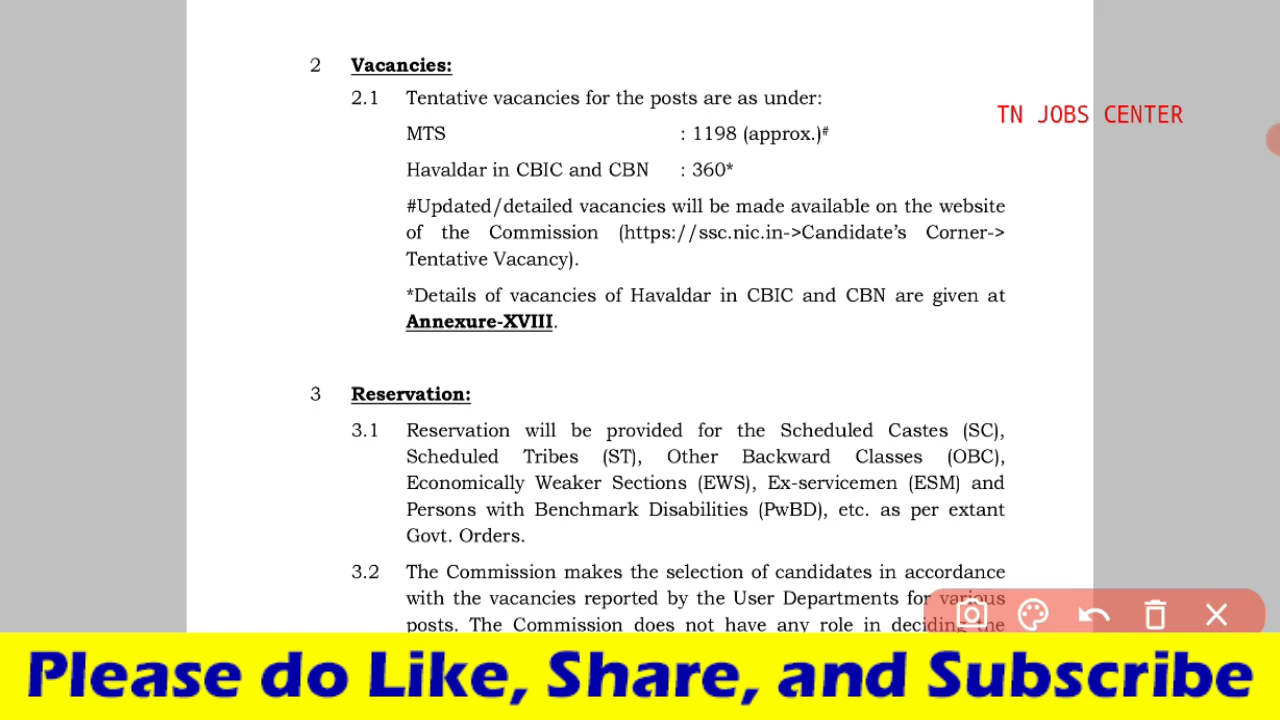 2 Vacancies:
2.1 Tentative vacancies for the posts are as under:
TN JOBS CENTER
MTS : 1198 (approx.)#
Havaldar in CBIC and CBN : 360*
#Updated/detailed vacancies will be made available on the website
of the Commission (https://ssc.nic.in->Candidate’s Corner->
Tentative Vacancy).
*Details of vacancies of Havaldar in CBIC and CBN are given at
Annexure-XVIII.
3 Reservation:
3.1 Reservation will be provided for the Scheduled Castes (SC),
Scheduled Tribes (ST), Other Backward Classes (OBC),
Economically Weaker Sections (EWS), Ex-servicemen (ESM) and
Persons with Benchmark Disabilities (PwBD), etc. as per extant
Govt. Orders.
3.2 The Commission makes the selection of candidates in accordance
with the vacancies reported by the User Departments for various
posts. The Commission does not have any role in deciding the
Please do Like, Share, and Subscribe